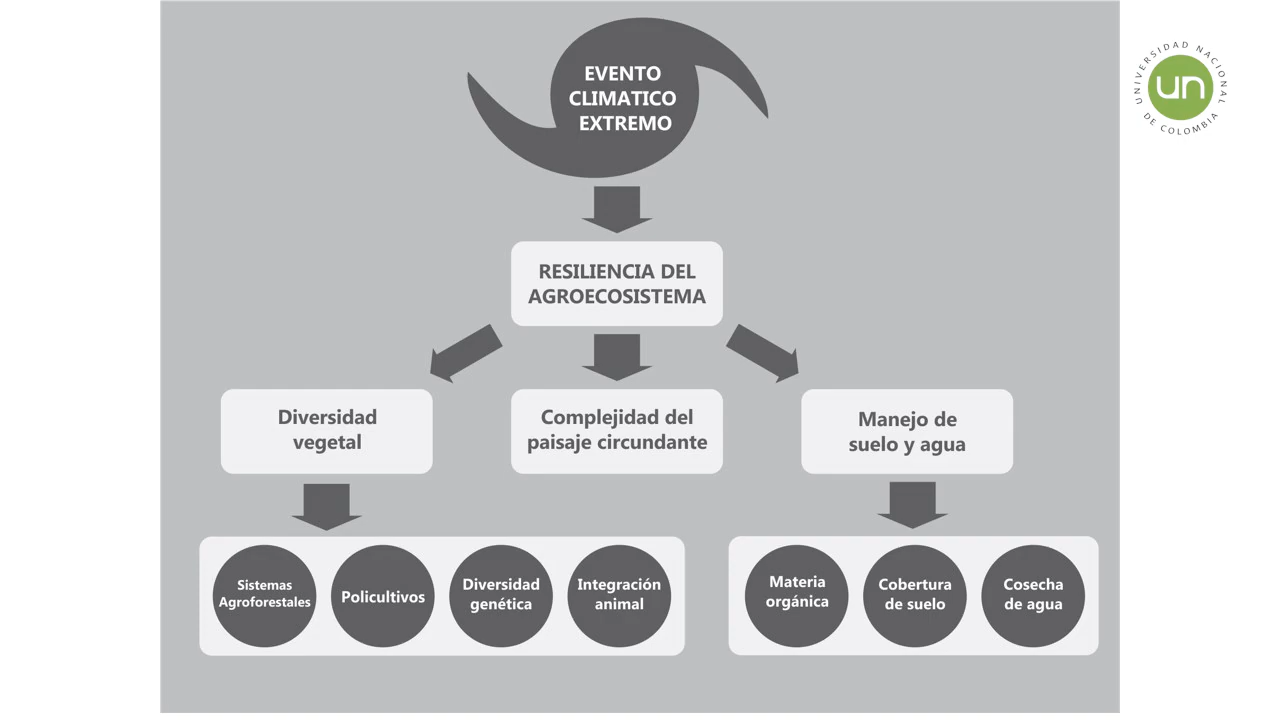 EVENTO
CLIMATICO
EXTREMO
UNIVERSIDAD NACIONAL
DE COLOMBIA
un
RESILIENCIA DEL
AGROECOSISTEMA
Diversidad
vegetal
Complejidad del
paisaje circundante
Manejo de
suelo y agua
Sistemas
Agroforestales
Policultivos
Diversidad
genética
Integración
animal
Materia
orgánica
Cobertura
de suelo
Cosecha
de agua